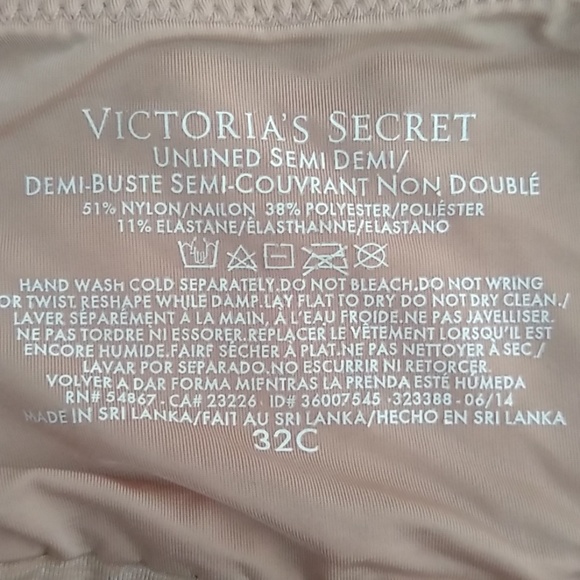 VICTORIA'S SECRET
UNLINED SEMI DEMI/
DEMI-BUSTE SEMI-COUVRANT NON DOUBLÉ
51% NYLON/NAILON 38% POLYESTER/POLIÉSTER
11% ELASTANE/ÉLASTHANNE/ELASTANO
HAND WASH COLD SEPARATELY.DO NOT BLEACH.DO NOT WRING
OR TWIST. RESHAPE WHILE DAMP.LAY FLAT TO DRY DO NOT DRY CLEAN./
LAVER SÉPARÉMENT À LA MAIN, À L'EAU FROIDE.NE PAS JAVELLISER.
NE PAS TORDRE NI ESSORER.REPLACER LE VÊTEMENT LORSQU'IL EST
ENCORE HUMIDE.FAIRE SÉCHER À PLAT.NE PAS NETTOYER À SEC/
LAVAR POR SEPARADO.NO ESCURRIR NI RETORCER.
VOLVER A DAR FORMA MIENTRAS LA PRENDA ESTÉ HÚMEDA
RN# 54867 - CA# 23226 - ID# 36007545 -323388 - 06/14
MADE IN SRI LANKA/FAIT AU SRI LANKA/HECHO EN SRI LANKA
32C